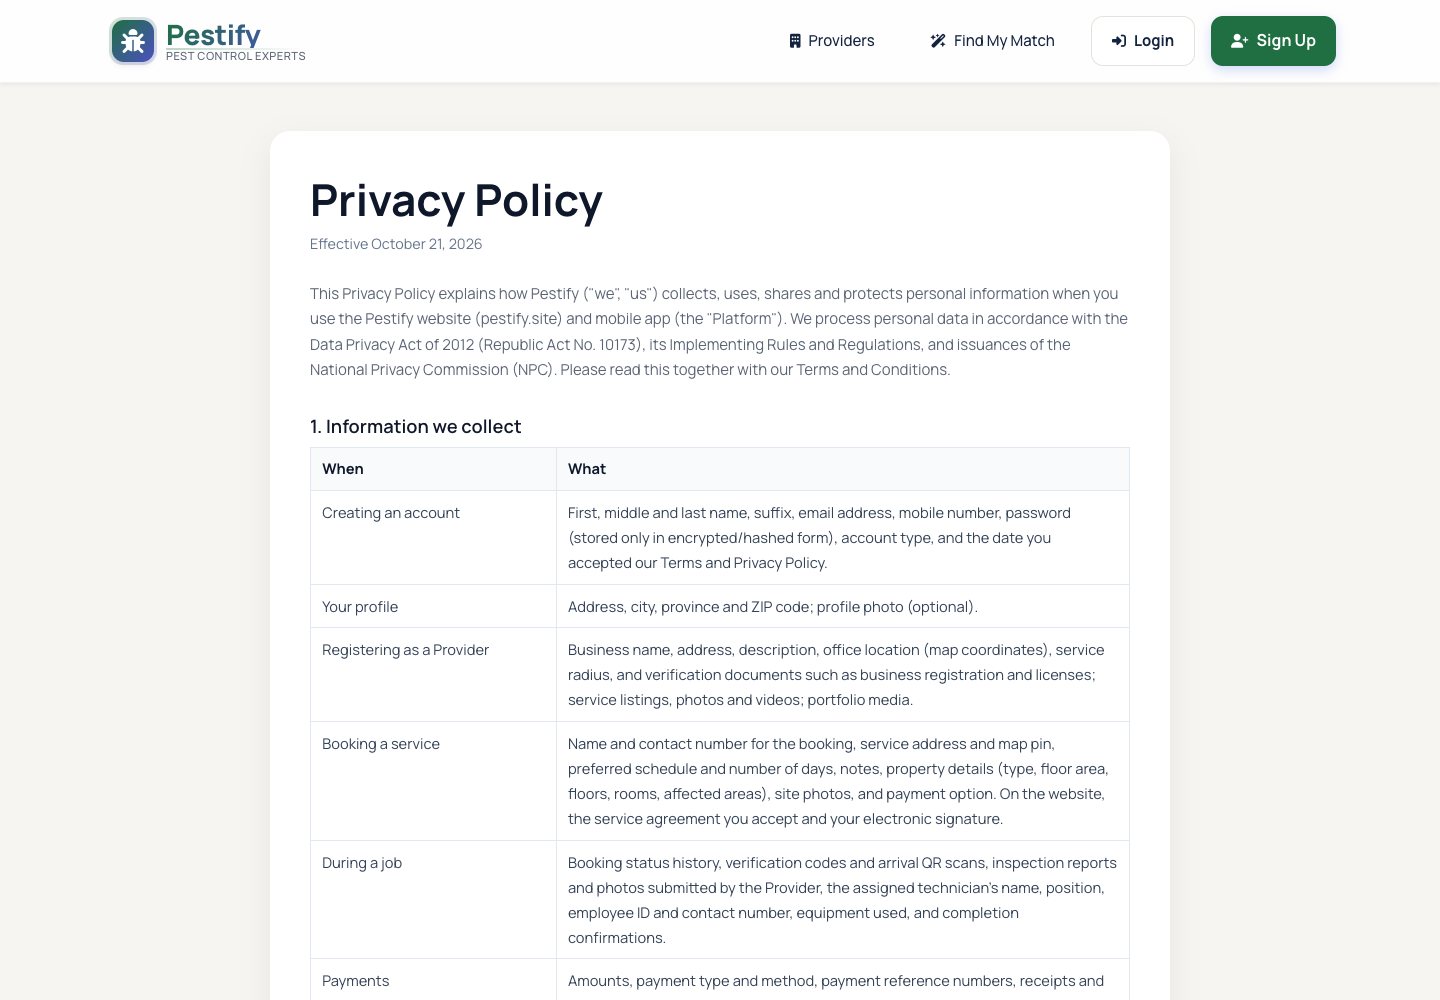 Pestify
PEST CONTROL EXPERTS
Providers
Find My Match
Login
Sign Up
Privacy Policy
Effective October 21, 2026
This Privacy Policy explains how Pestify ("we", "us") collects, uses, shares and protects personal information when you
use the Pestify website (pestify.site) and mobile app (the "Platform"). We process personal data in accordance with the
Data Privacy Act of 2012 (Republic Act No. 10173), its Implementing Rules and Regulations, and issuances of the
National Privacy Commission (NPC). Please read this together with our Terms and Conditions.
1. Information we collect
When
What
Creating an account
First, middle and last name, suffix, email address, mobile number, password
(stored only in encrypted/hashed form), account type, and the date you
accepted our Terms and Privacy Policy.
Your profile
Address, city, province and ZIP code; profile photo (optional).
Registering as a Provider
Business name, address, description, office location (map coordinates), service
radius, and verification documents such as business registration and licenses;
service listings, photos and videos; portfolio media.
Booking a service
Name and contact number for the booking, service address and map pin,
preferred schedule and number of days, notes, property details (type, floor area,
floors, rooms, affected areas), site photos, and payment option. On the website,
the service agreement you accept and your electronic signature.
During a job
Booking status history, verification codes and arrival QR scans, inspection reports
and photos submitted by the Provider, the assigned technician's name, position,
employee ID and contact number, equipment used, and completion
confirmations.
Payments
Amounts, payment type and method, payment reference numbers, receipts and